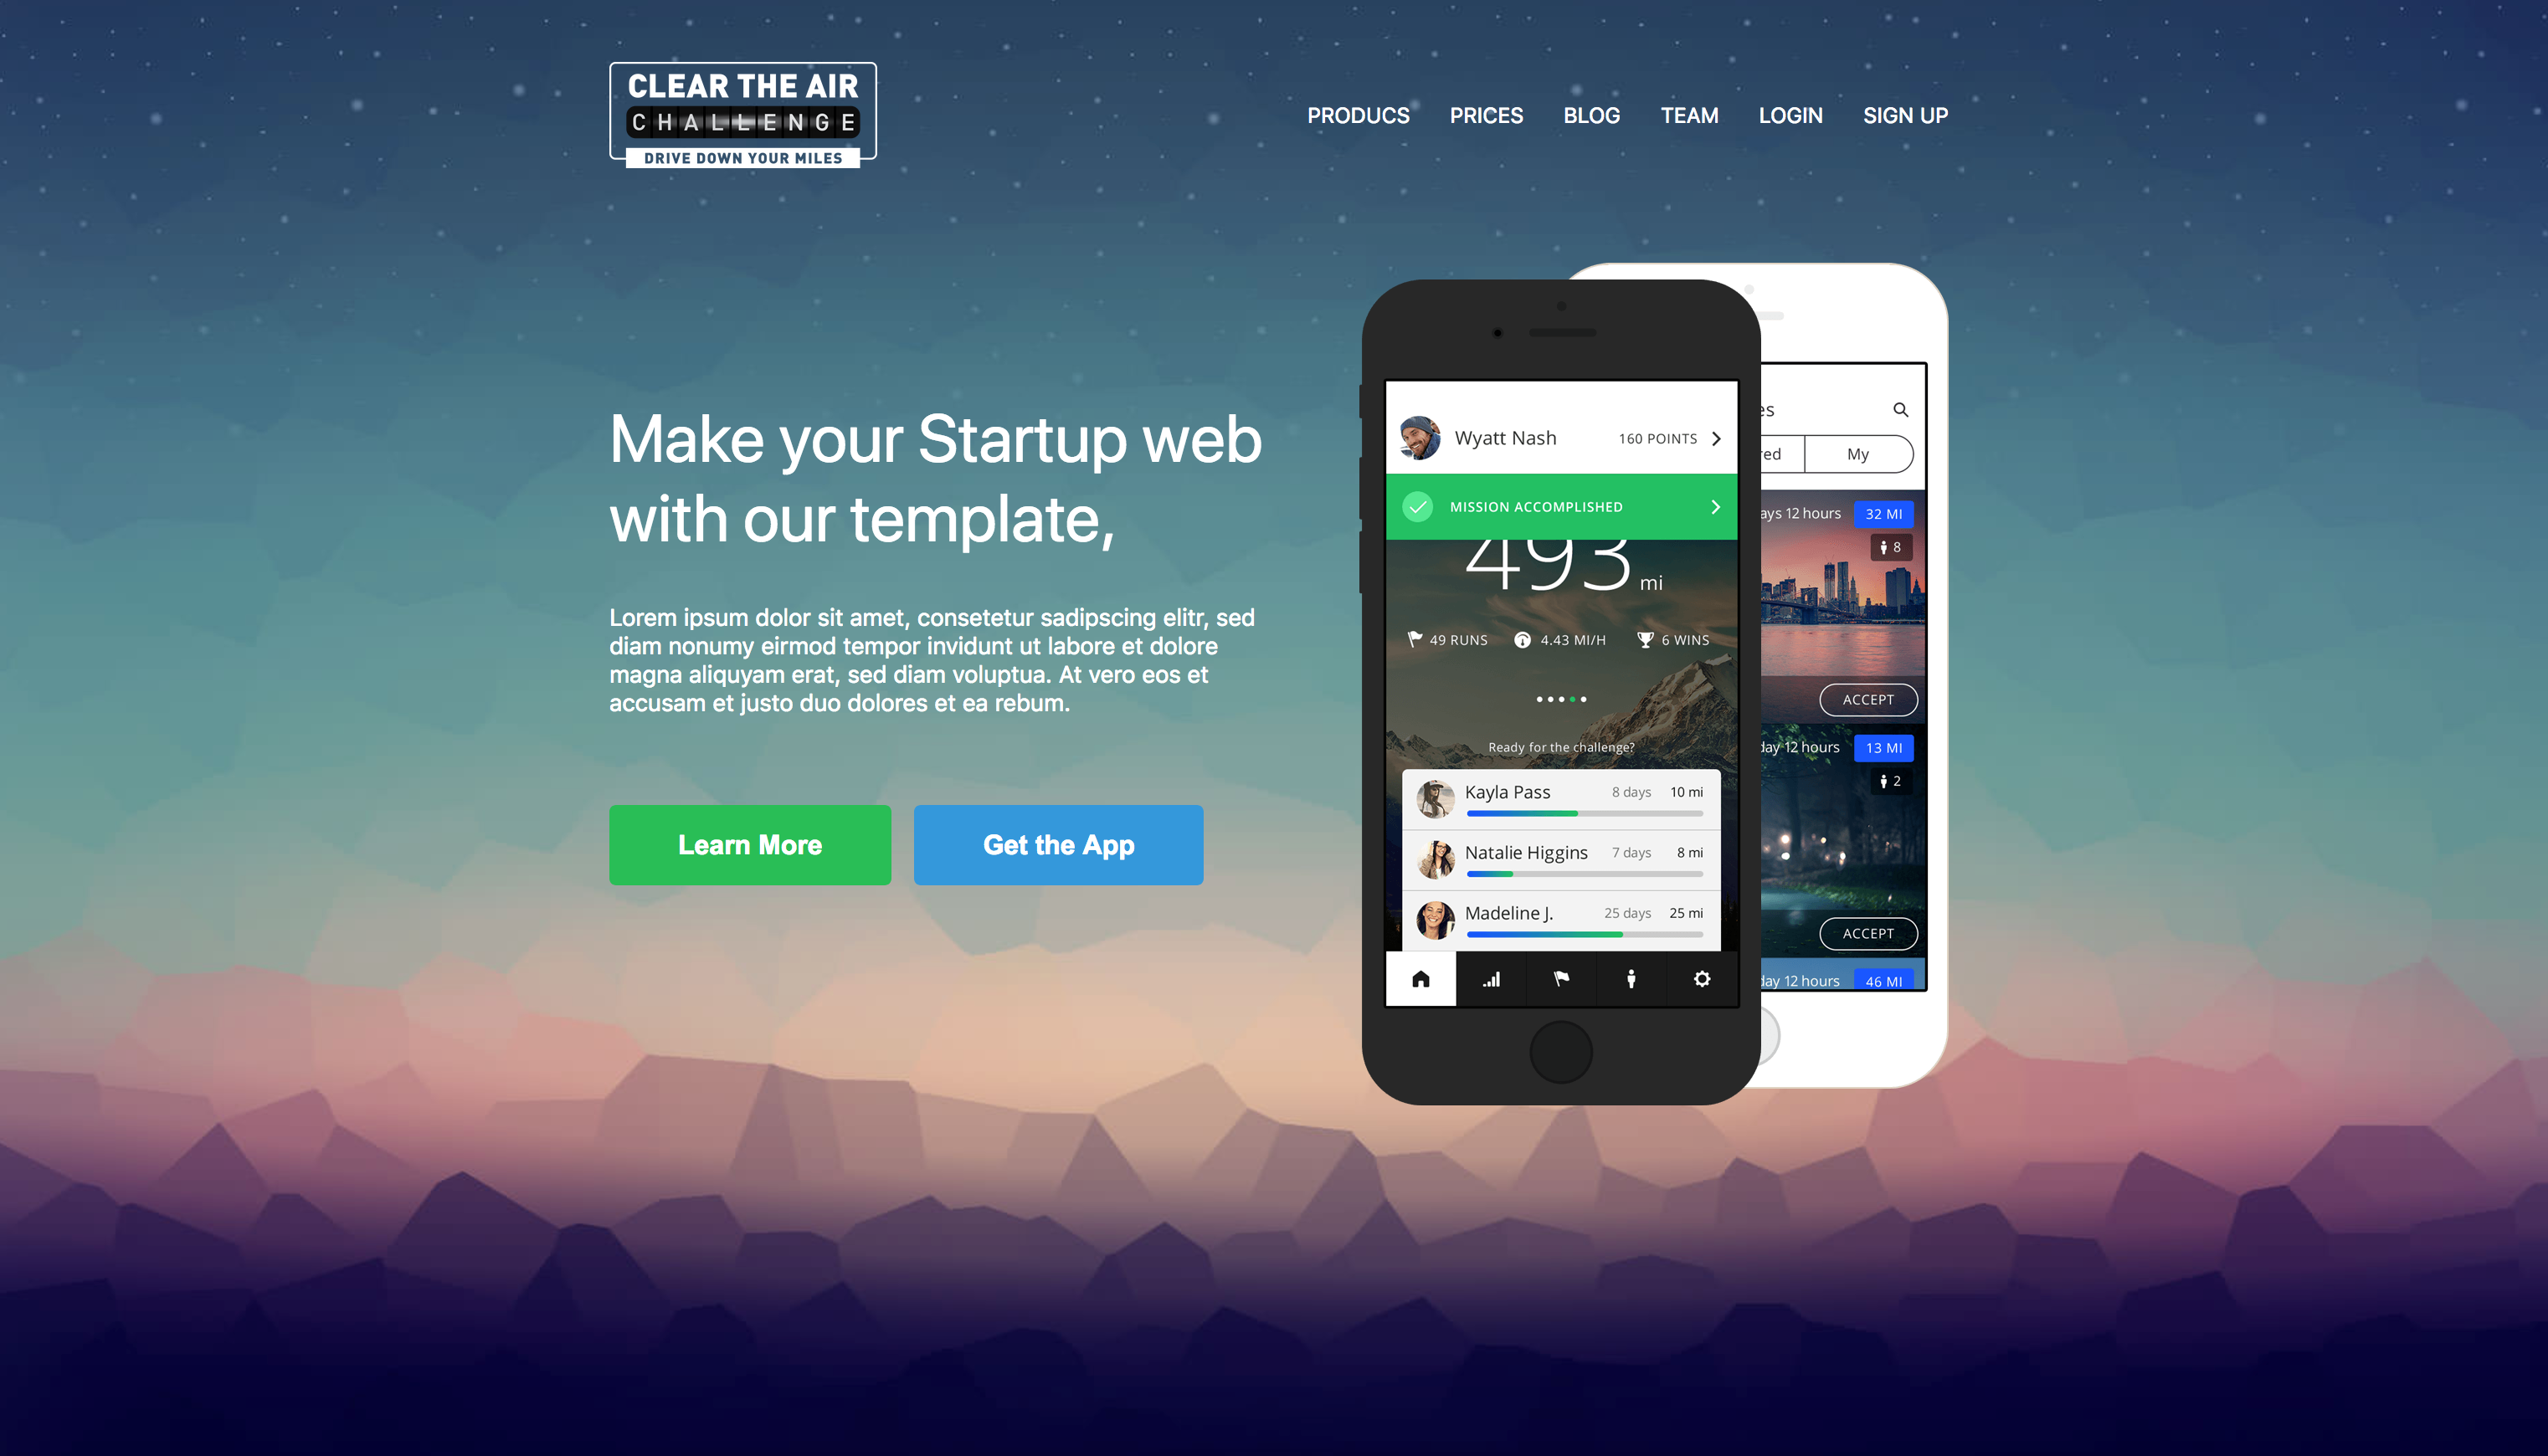 CLEAR THE AIR
CHALLENGE
DRIVE DOWN YOUR MILES
PRODUCS PRICES BLOG TEAM LOGIN SIGN UP
Make your Startup web
with our template,
Lorem ipsum dolor sit amet, consetetur sadipscing elitr, sed
diam nonumy eirmod tempor invidunt ut labore et dolore
magna aliquyam erat, sed diam voluptua. At vero eos et
accusam et justo duo dolores et ea rebum.
Learn More
Get the App
Wyatt Nash 160 POINTS
MISSION ACCOMPLISHED
493 mi
49 RUNS 4.43 MI/H 6 WINS
Ready for the challenge?
Kayla Pass 8 days 10 mi
Natalie Higgins 7 days 8 mi
Madeline J. 25 days 25 mi
es
red My
ays 12 hours 32 MI
8
ACCEPT
day 12 hours 13 MI
2
ACCEPT
day 12 hours 46 MI